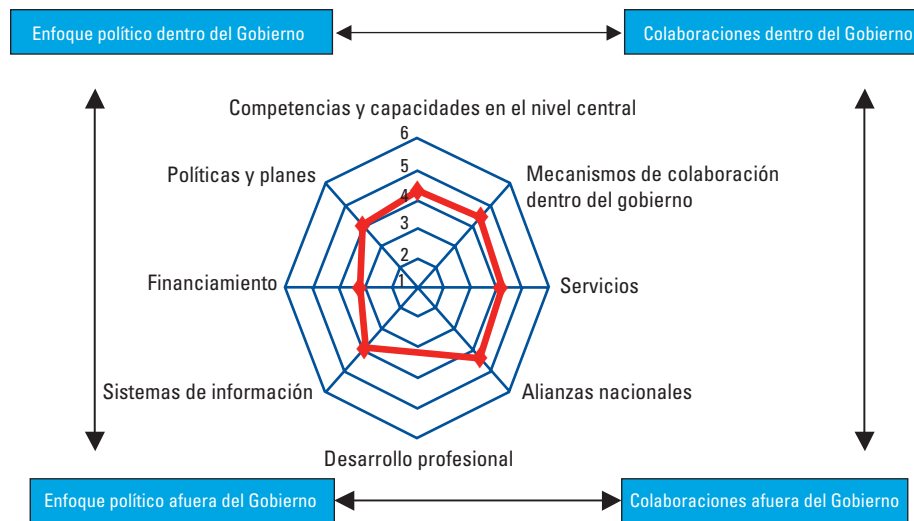 Enfoque político dentro del Gobierno
Colaboraciones dentro del Gobierno
Competencias y capacidades en el nivel central
6
5
4
3
2
1
Políticas y planes
Mecanismos de colaboración
dentro del gobierno
Financiamiento
Servicios
Sistemas de información
Alianzas nacionales
Desarrollo profesional
Enfoque político afuera del Gobierno
Colaboraciones afuera del Gobierno